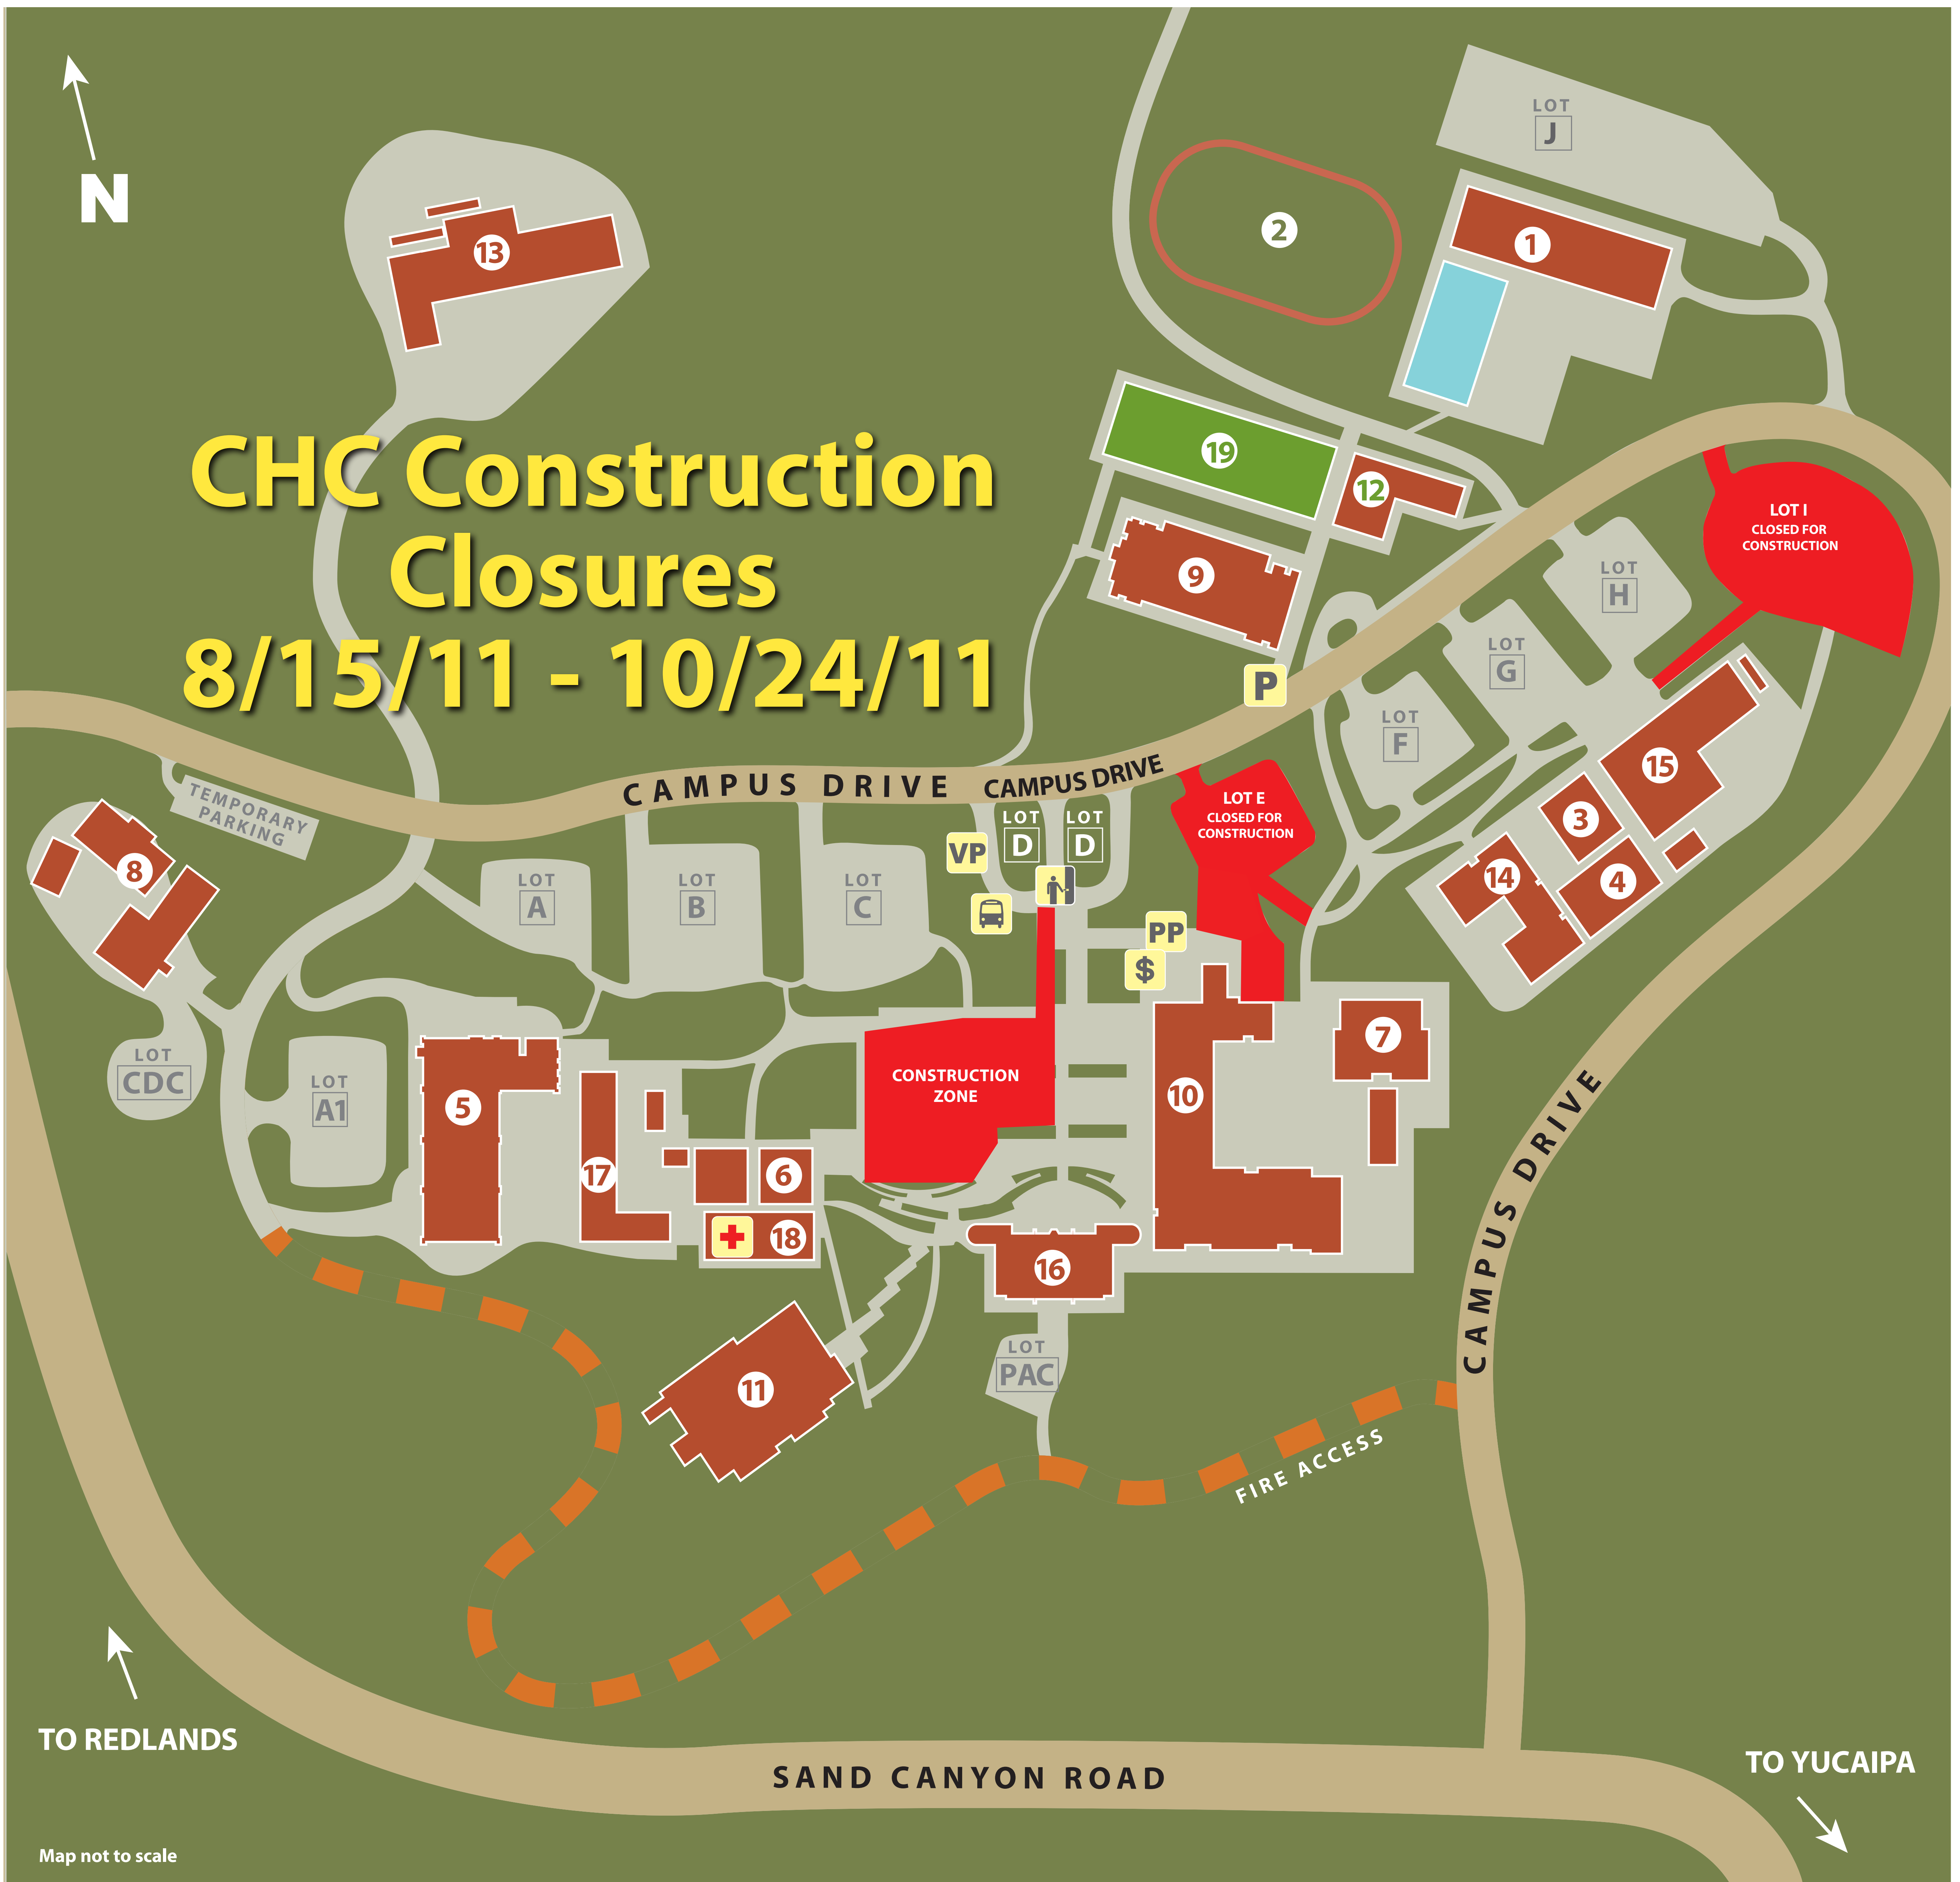 N
CHC Construction
Closures
8/15/11 - 10/24/11
LOT
J
1
2
13
19
12
9
LOT I
CLOSED FOR
CONSTRUCTION
LOT
H
LOT
G
LOT
F
P
15
3
4
14
CAMPUS DRIVE
CAMPUS DRIVE
TEMPORARY
PARKING
8
LOT E
CLOSED FOR
CONSTRUCTION
LOT
D
LOT
D
VP
LOT
A
LOT
B
LOT
C
PP
$
LOT
CDC
LOT
A1
5
17
6
18
CONSTRUCTION
ZONE
10
7
16
11
LOT
PAC
CAMPUS DRIVE
FIRE ACCESS
TO REDLANDS
SAND CANYON ROAD
TO YUCAIPA
Map not to scale